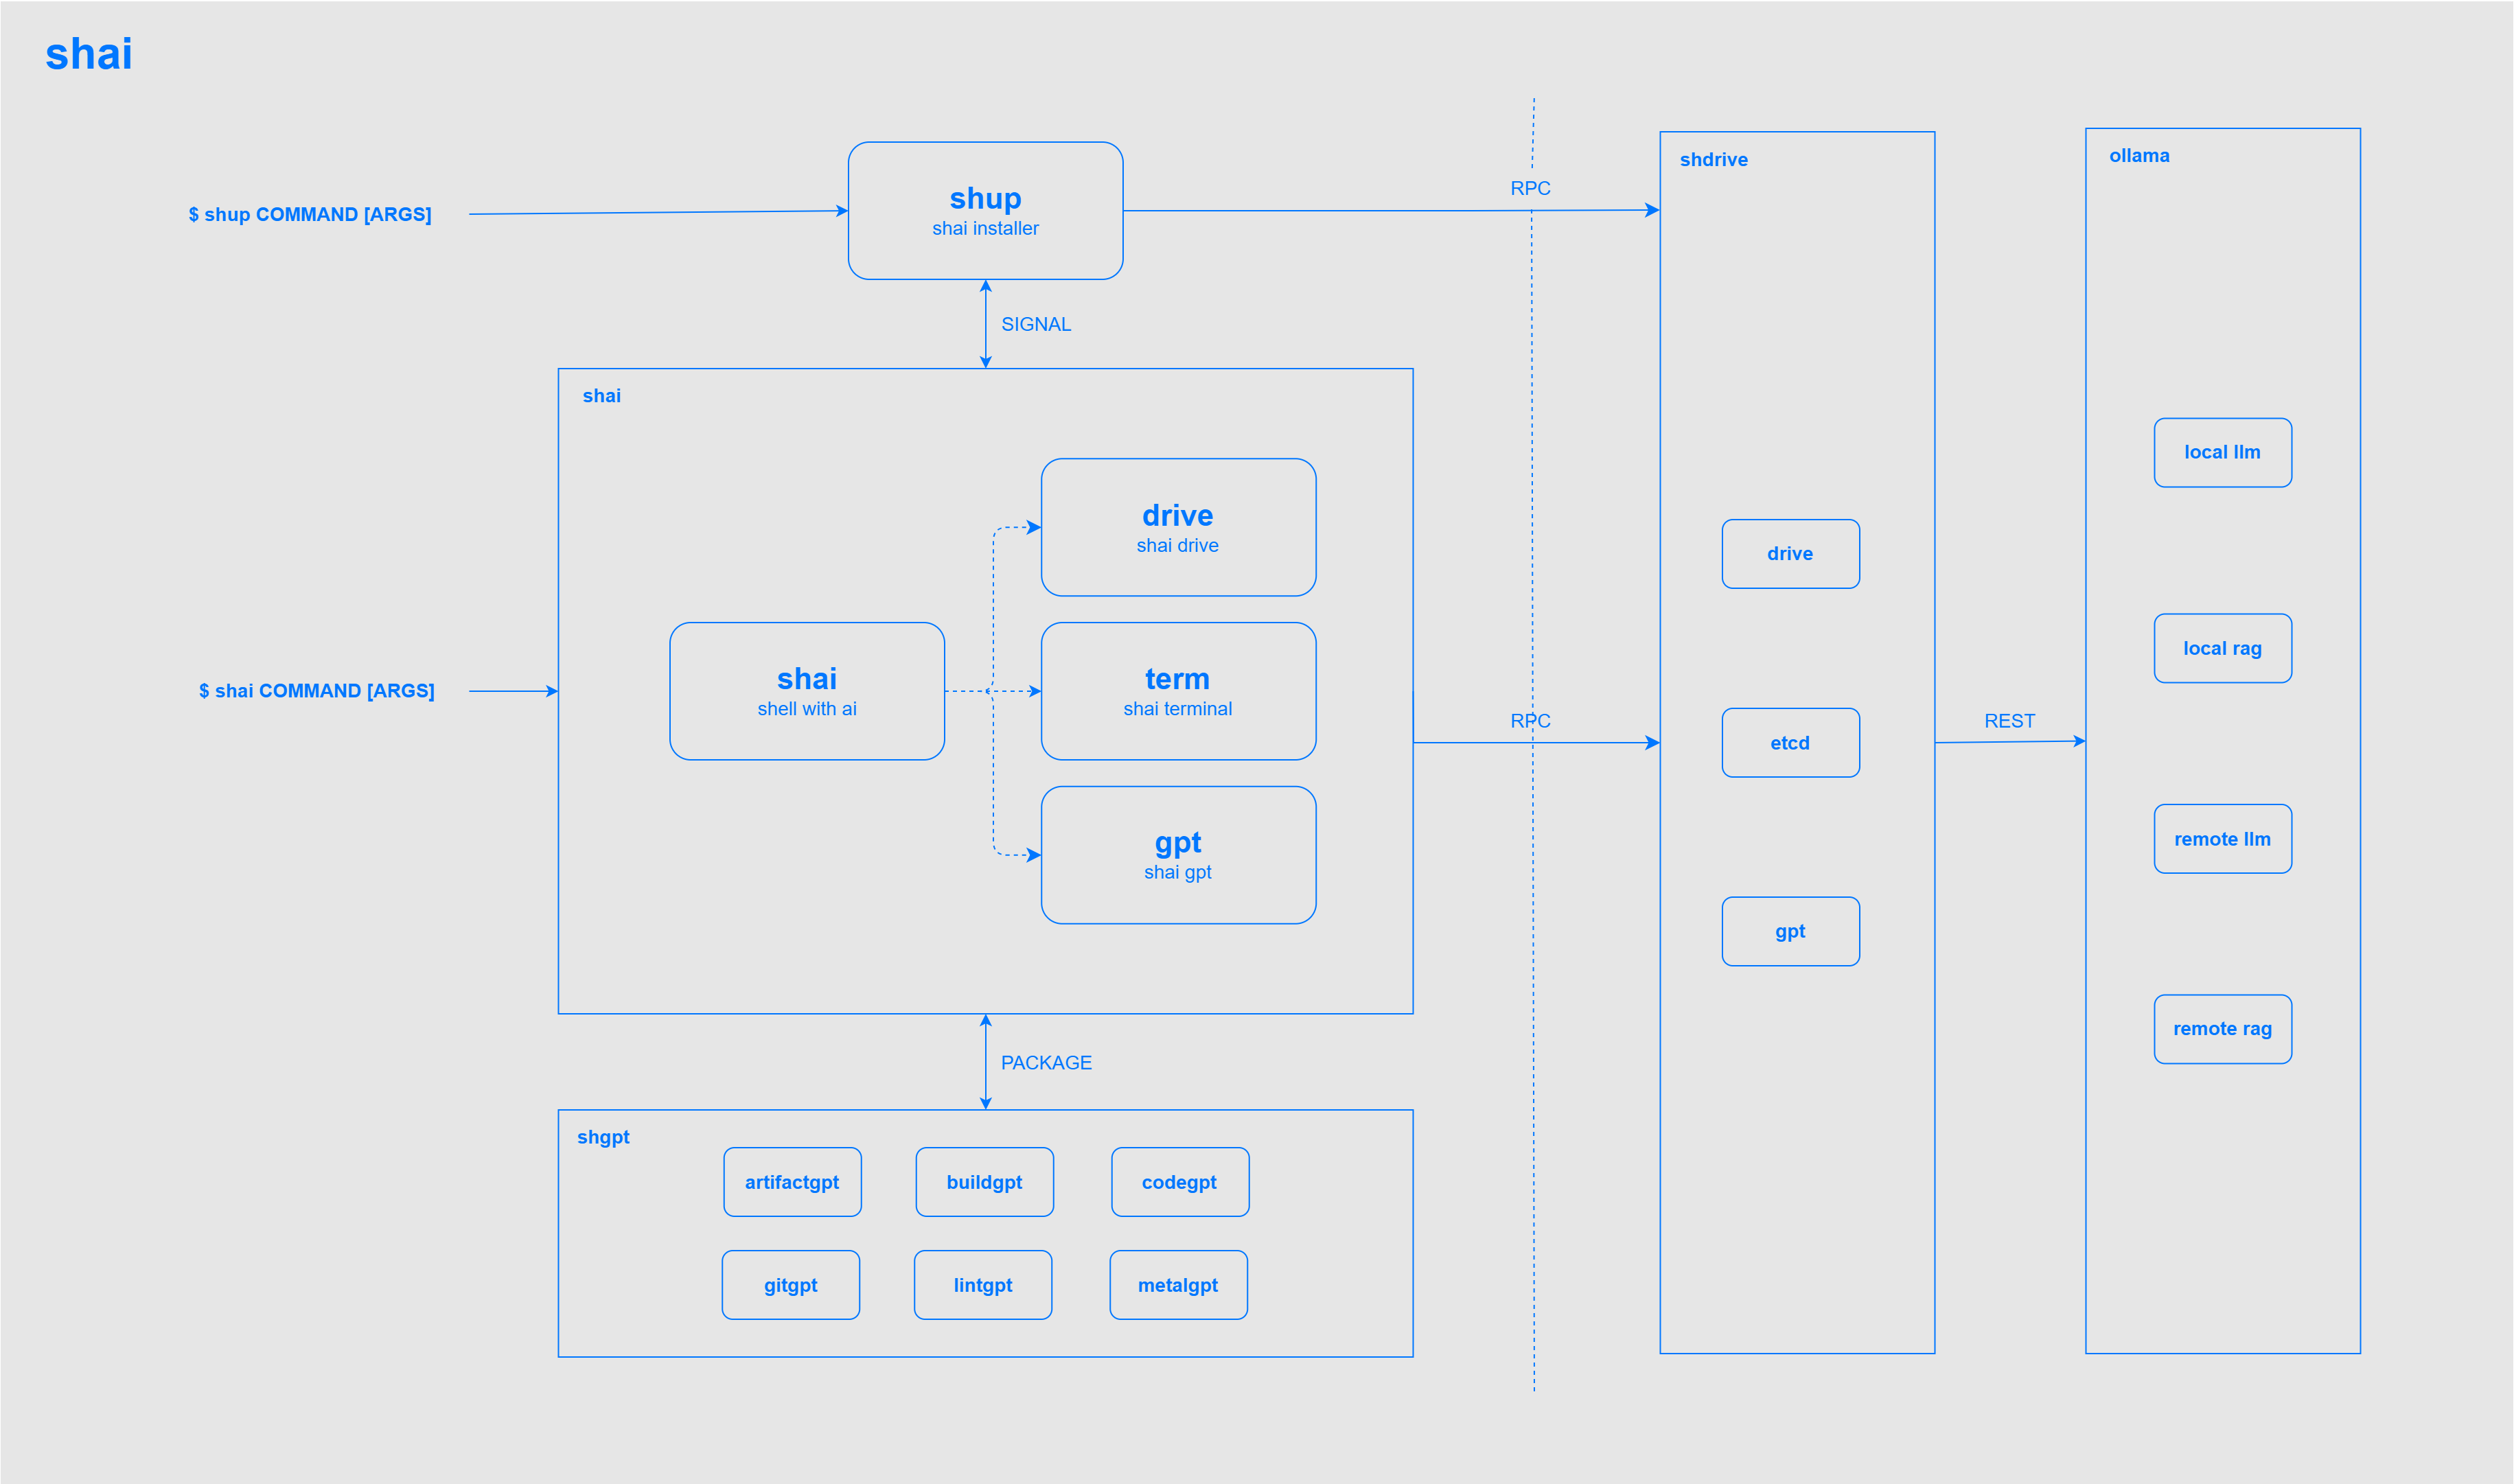 shai
$ shup COMMAND [ARGS]
shup
shai installer
RPC
SIGNAL
shai
drive
shai drive
$ shai COMMAND [ARGS]
shai
shell with ai
term
shai terminal
gpt
shai gpt
RPC
PACKAGE
shgpt
artifactgpt
buildgpt
codegpt
gitgpt
lintgpt
metalgpt
shdrive
drive
etcd
gpt
REST
ollama
local llm
local rag
remote llm
remote rag